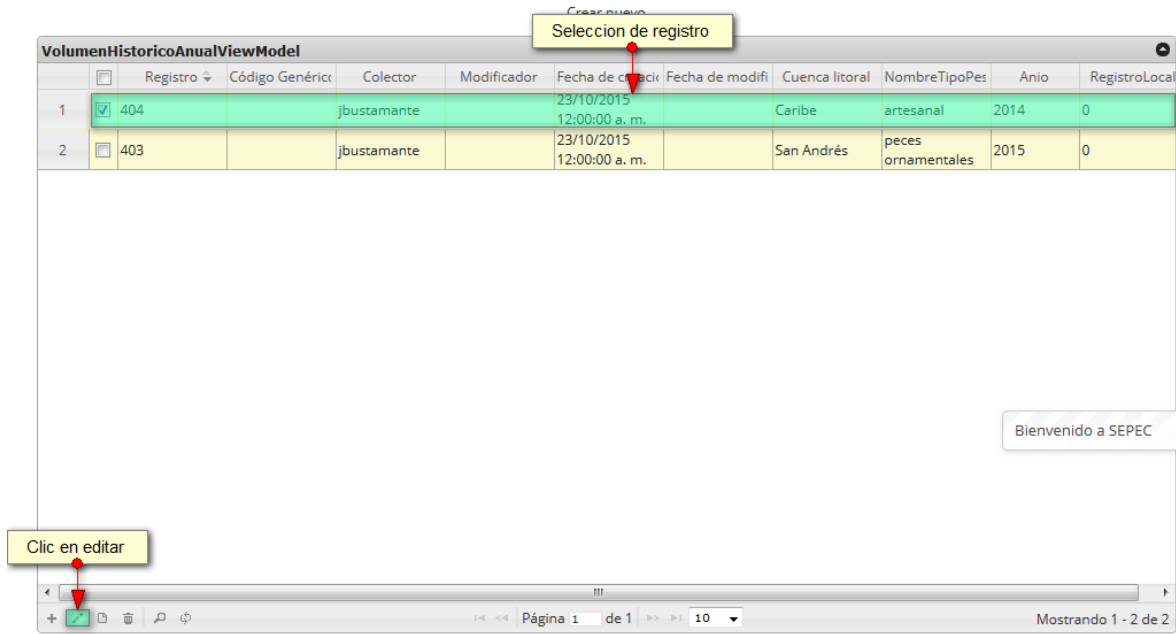 Crear nuevo
Seleccion de registro
VolumenHistoricoAnualViewModel
Registro Código Genéricc Colector Modificador Fecha de Fecha de modifi Cuenca litoral NombreTipoPes Anio RegistroLocal
1 404 jbustamante 23/10/2015 12:00:00 a. m. Caribe artesanal 2014 0
2 403 jbustamante 23/10/2015 12:00:00 a. m. San Andrés peces ornamentales 2015 0
Bienvenido a SEPEC
Clic en editar
Página 1 de 1 10 Mostrando 1 - 2 de 2